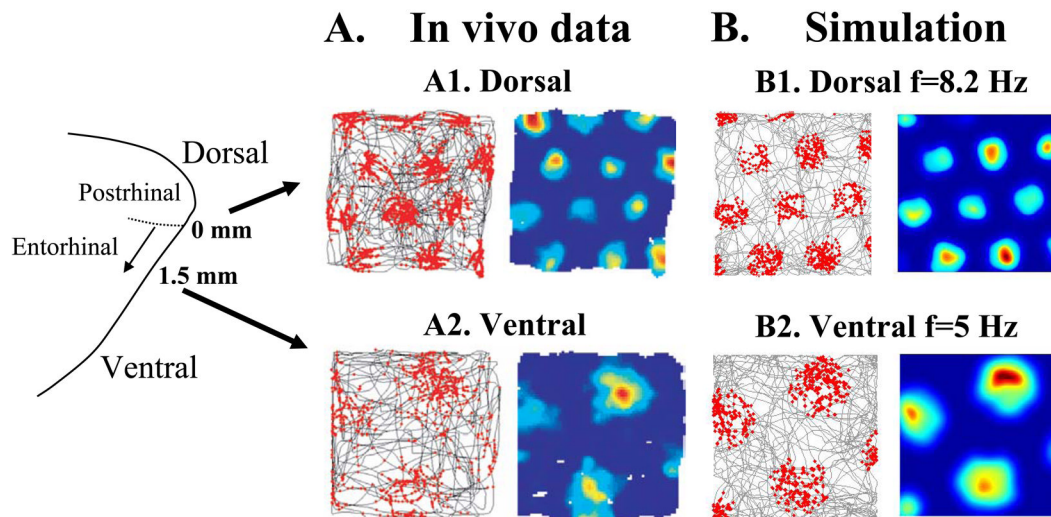 A. In vivo data
B. Simulation
A1. Dorsal
B1. Dorsal f=8.2 Hz
Dorsal
Postrhinal
0 mm
Entorhinal
1.5 mm
Ventral
A2. Ventral
B2. Ventral f=5 Hz